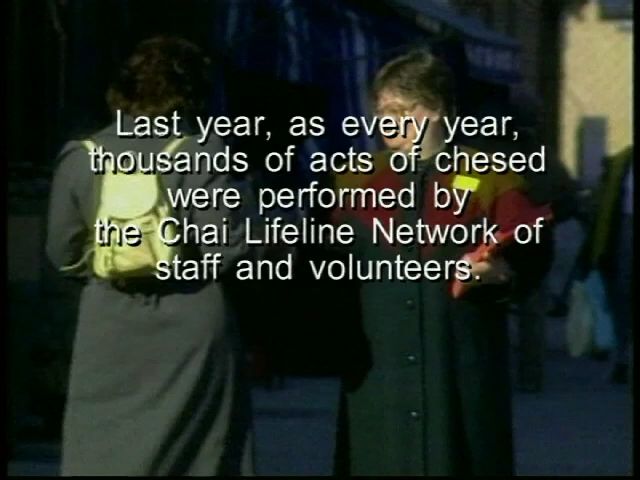 Last year, as every year,
thousands of acts of chesed
were performed by
the Chai Lifeline Network of
staff and volunteers.